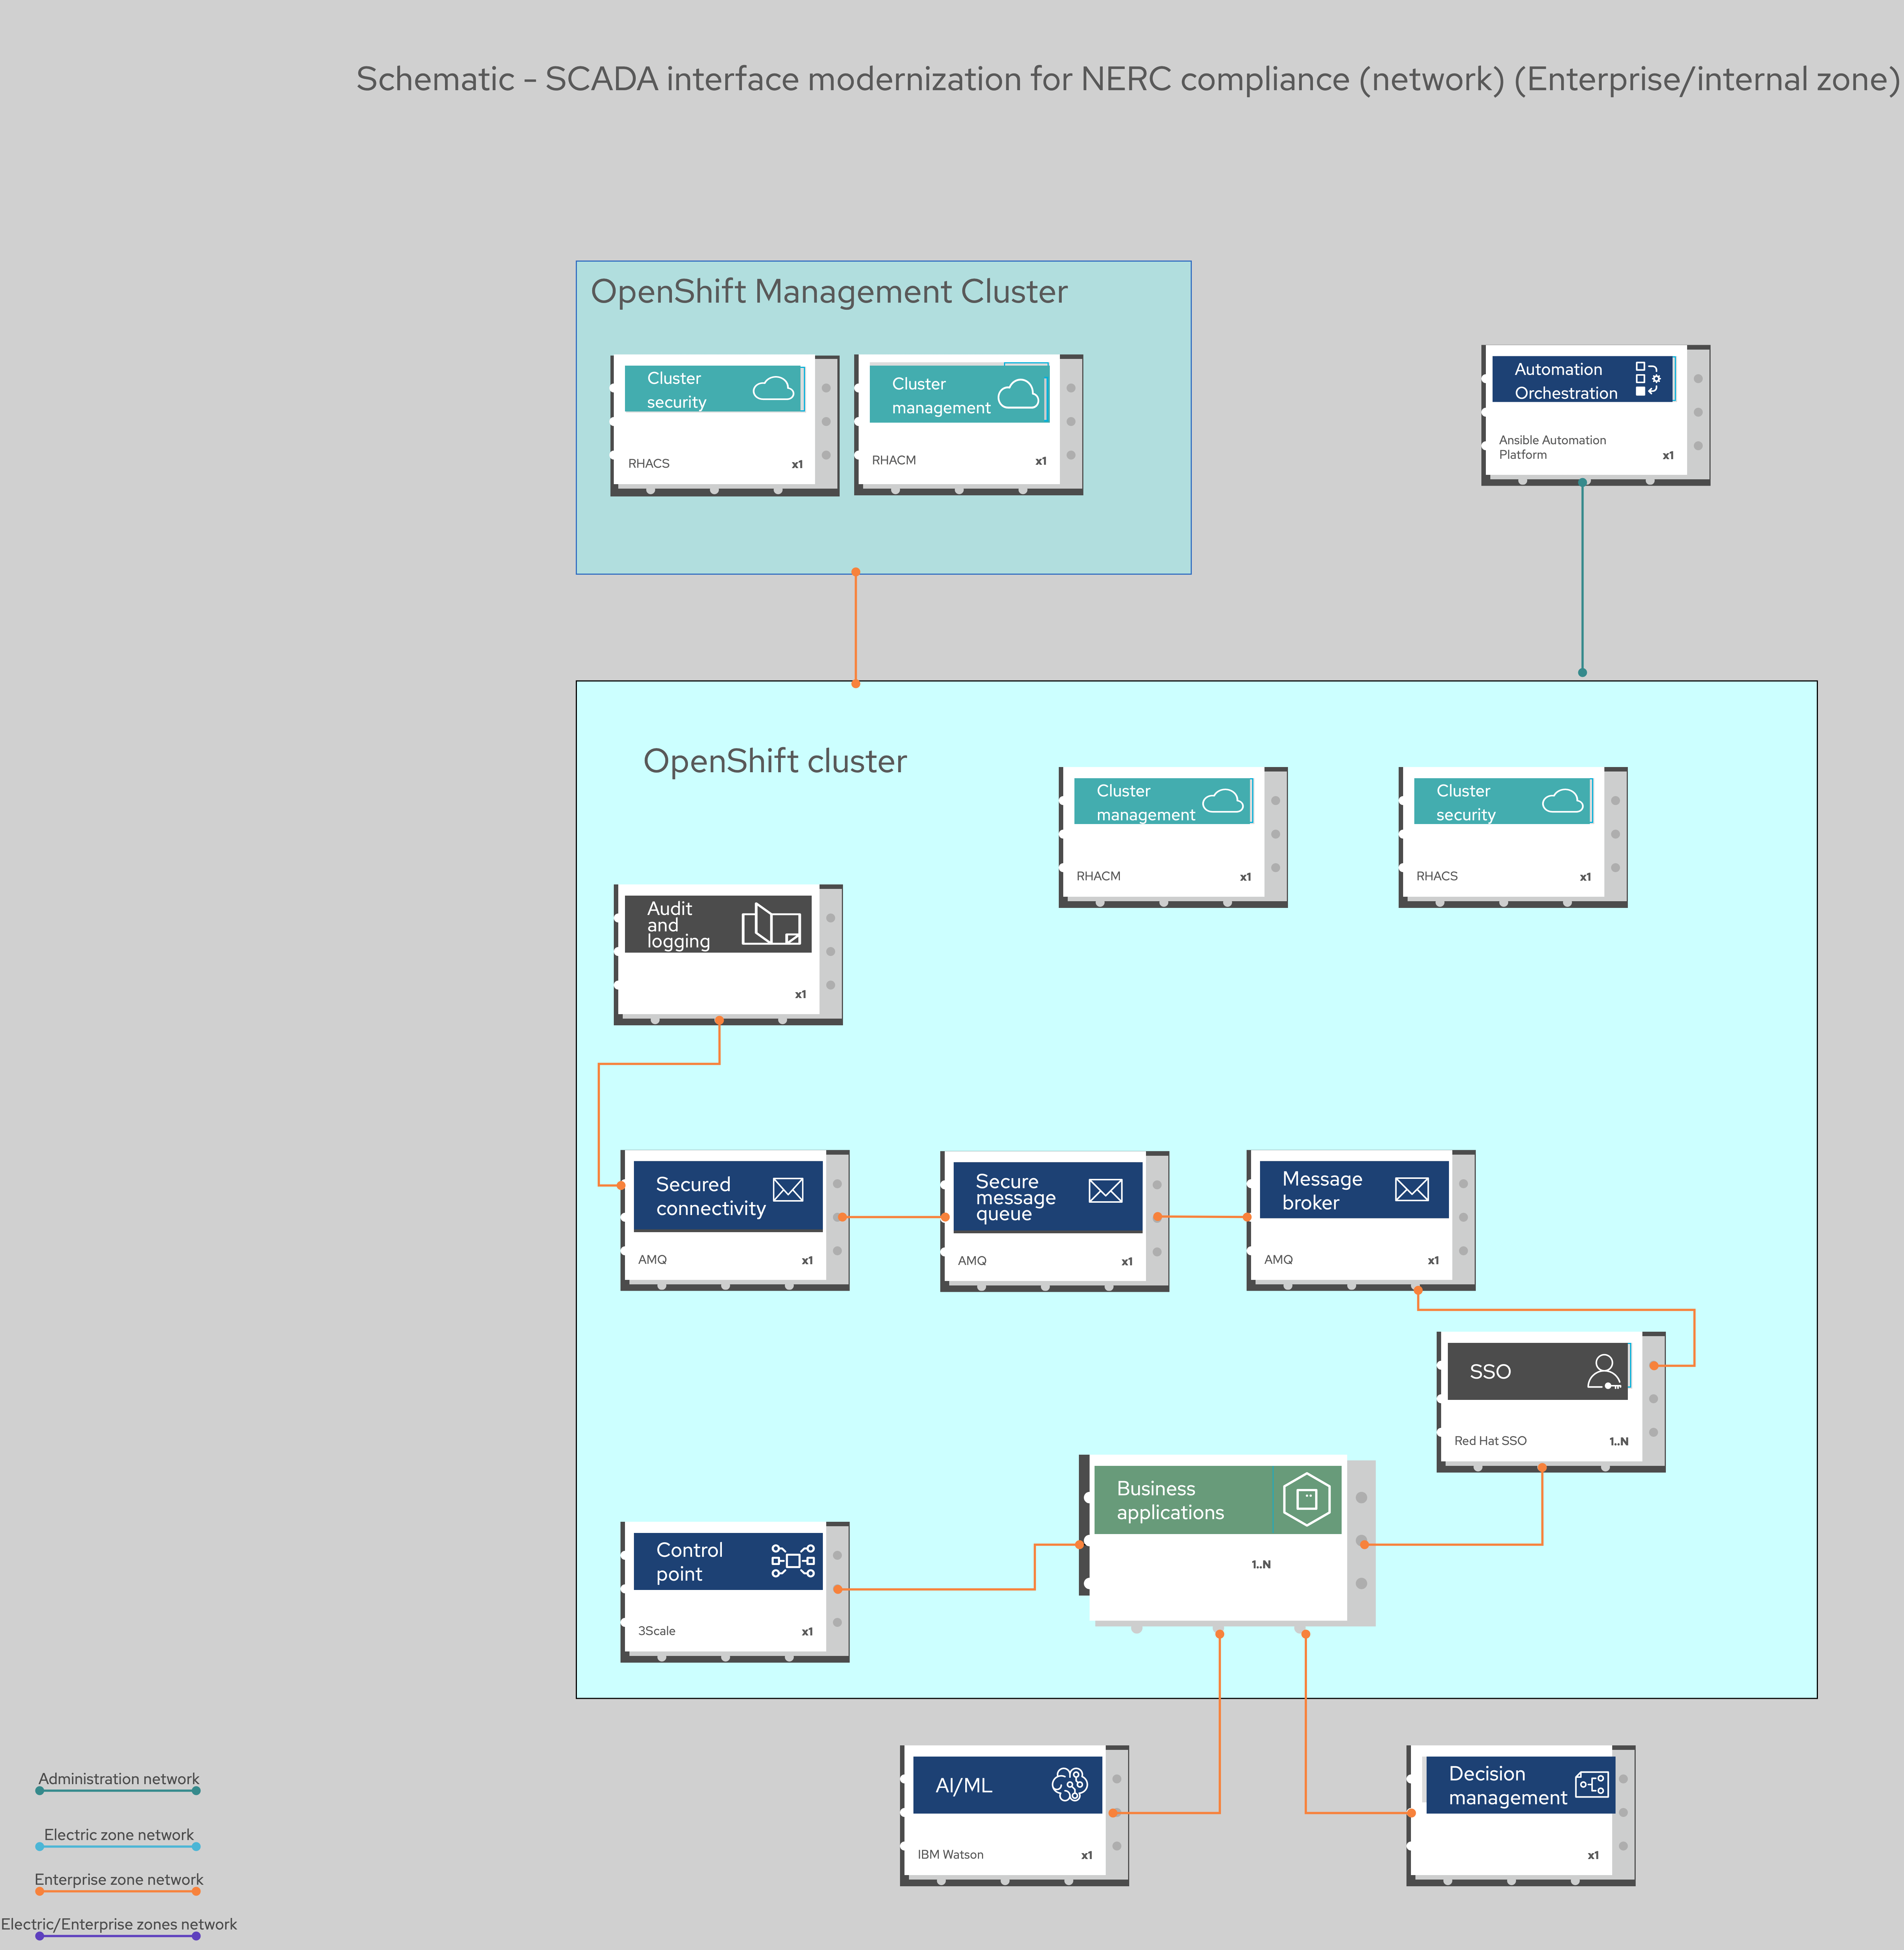 Schematic - SCADA interface modernization for NERC compliance (network) (Enterprise/internal zone)
OpenShift Management Cluster
Cluster
security
RHACS
x1
Cluster
management
RHACM
x1
Automation
Orchestration
Ansible Automation
Platform
x1
OpenShift cluster
Cluster
management
RHACM
x1
Cluster
security
RHACS
x1
Audit
and
logging
x1
Secured
connectivity
AMQ
x1
Secure
message
queue
AMQ
x1
Message
broker
AMQ
x1
SSO
Red Hat SSO
1..N
Business
applications
1..N
Control
point
3Scale
x1
AI/ML
IBM Watson
x1
Decision
management
x1
Administration network
Electric zone network
Enterprise zone network
Electric/Enterprise zones network